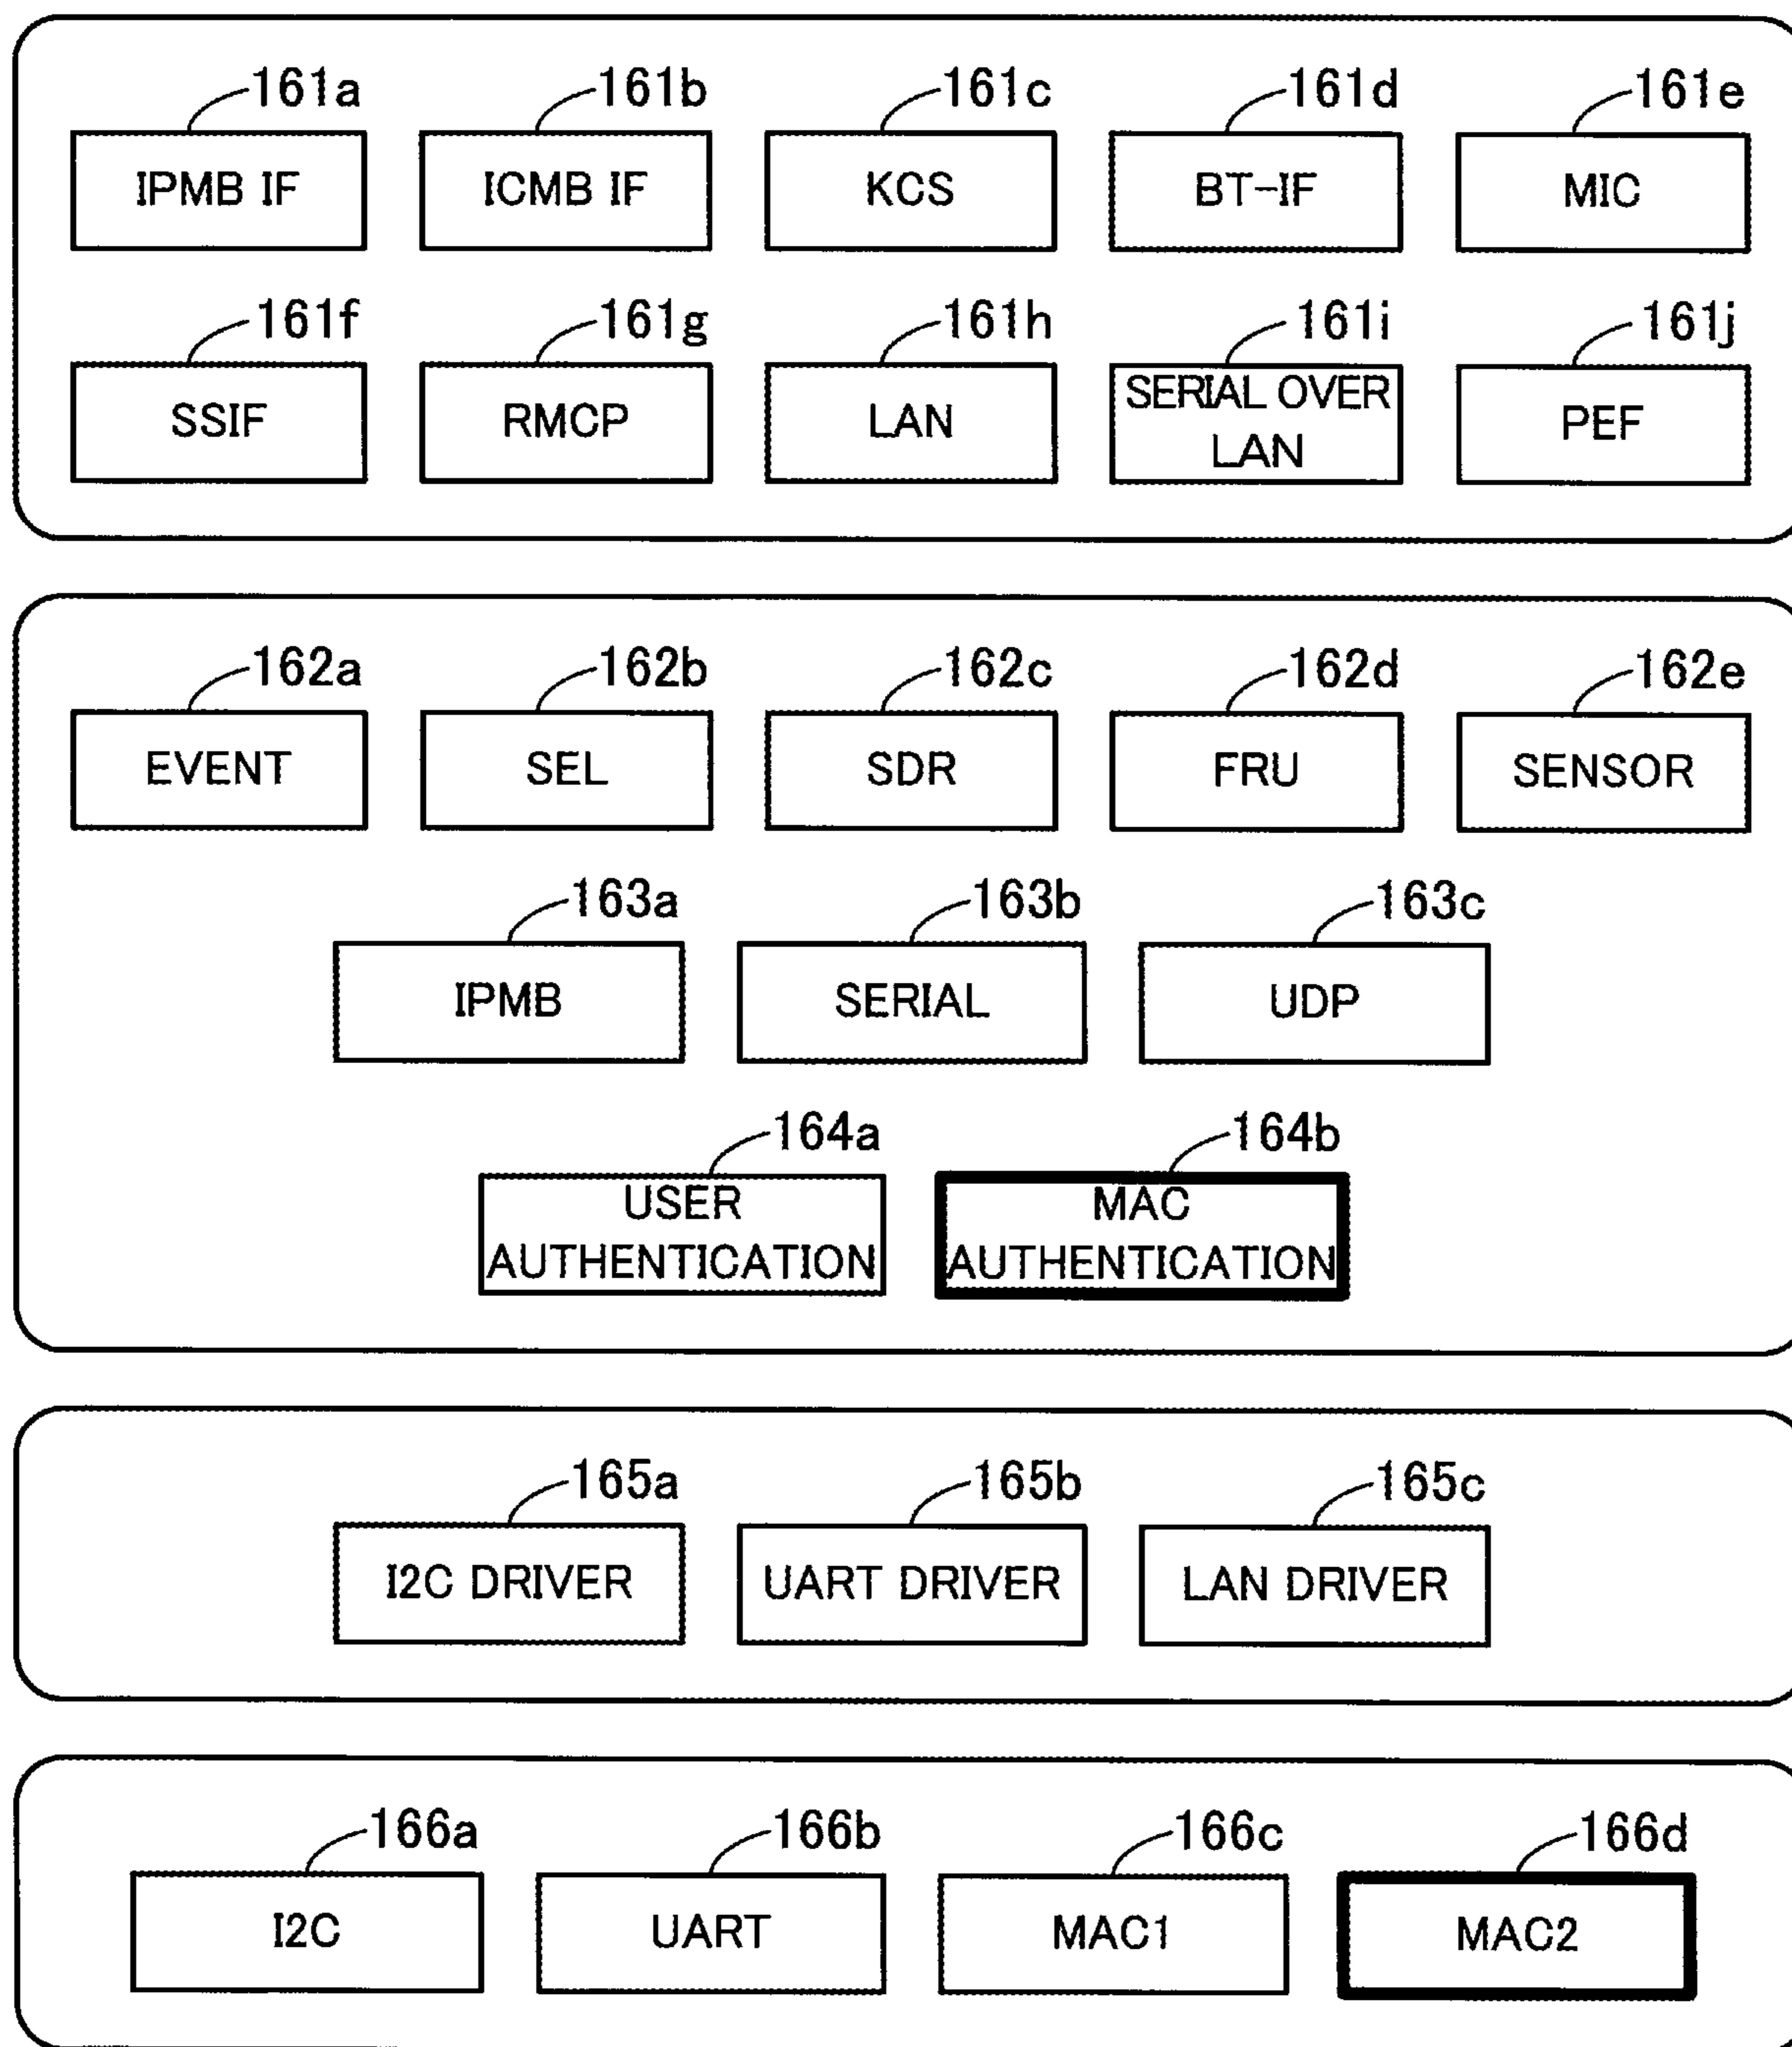 161a 161b 161c 161d 161e
IPMB IF ICMB IF KCS BT-IF MIC
161f 161g 161h 161i 161j
SSIF RMCP LAN SERIAL OVER LAN PEF
162a 162b 162c 162d 162e
EVENT SEL SDR FRU SENSOR
163a 163b 163c
IPMB SERIAL UDP
164a 164b
USER AUTHENTICATION MAC AUTHENTICATION
165a 165b 165c
I2C DRIVER UART DRIVER LAN DRIVER
166a 166b 166c 166d
I2C UART MAC1 MAC2